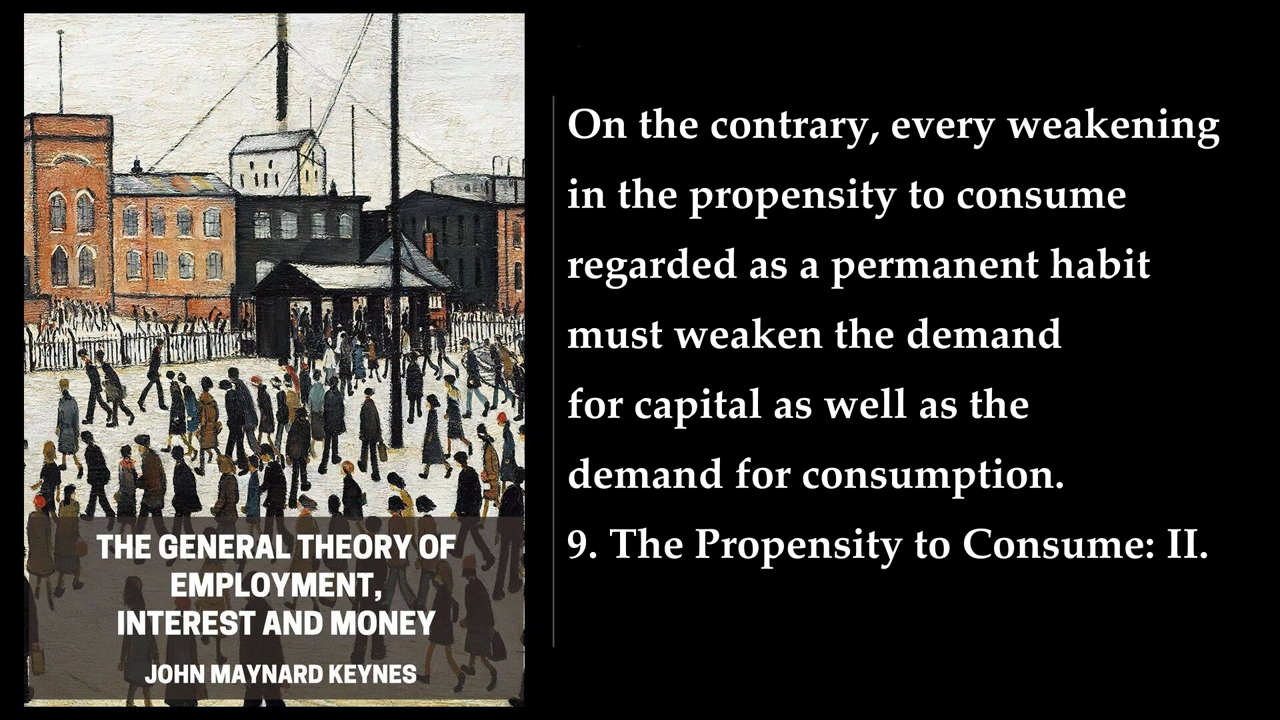 On the contrary, every weakening
in the propensity to consume
regarded as a permanent habit
must weaken the demand
for capital as well as the
demand for consumption.
9. The Propensity to Consume: II.
THE GENERAL THEORY OF
EMPLOYMENT,
INTEREST AND MONEY
JOHN MAYNARD KEYNES